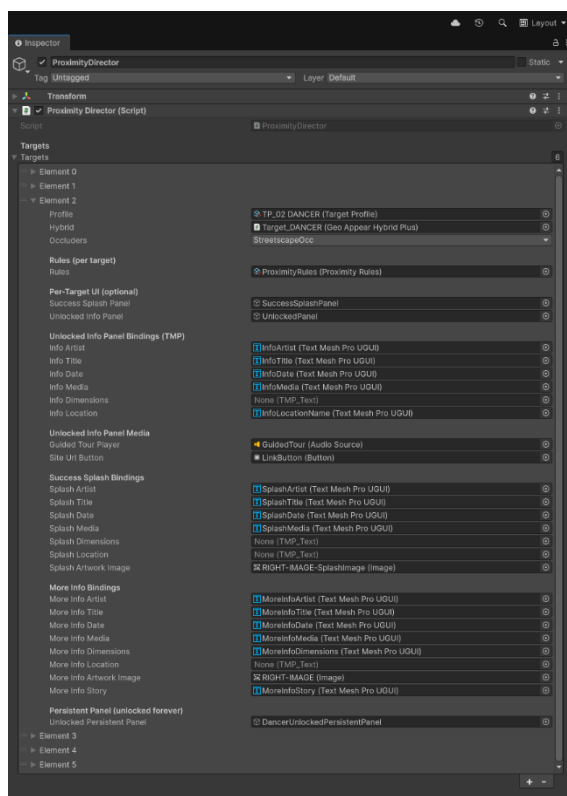 Layout
Inspector
ProximityDirector
Static
Tag Untagged Layer Default
Transform
Proximity Director (Script)
Script ProximityDirector
Targets
Targets 6
Element 0
Element 1
Element 2
Profile TP_02 DANCER (Target Profile)
Hybrid Target_DANCER (Geo Appear Hybrid Plus)
Occluders StreetscapeOcc
Rules (per target)
Rules ProximityRules (Proximity Rules)
Per-Target UI (optional)
Success Splash Panel SuccessSplashPanel
Unlocked Info Panel UnlockedPanel
Unlocked Info Panel Bindings (TMP)
Info Artist InfoArtist (Text Mesh Pro UGUI)
Info Title InfoTitle (Text Mesh Pro UGUI)
Info Date InfoDate (Text Mesh Pro UGUI)
Info Media InfoMedia (Text Mesh Pro UGUI)
Info Dimensions None (TMP_Text)
Info Location InfoLocationName (Text Mesh Pro UGUI)
Unlocked Info Panel Media
Guided Tour Player GuidedTour (Audio Source)
Site Url Button LinkButton (Button)
Success Splash Bindings
Splash Artist SplashArtist (Text Mesh Pro UGUI)
Splash Title SplashTitle (Text Mesh Pro UGUI)
Splash Date SplashDate (Text Mesh Pro UGUI)
Splash Media SplashMedia (Text Mesh Pro UGUI)
Splash Dimensions None (TMP_Text)
Splash Location None (TMP_Text)
Splash Artwork Image RIGHT-IMAGE-SplashImage (Image)
More Info Bindings
More Info Artist MoreInfoArtist (Text Mesh Pro UGUI)
More Info Title MoreInfoTitle (Text Mesh Pro UGUI)
More Info Date MoreInfoDate (Text Mesh Pro UGUI)
More Info Media MoreInfoMedia (Text Mesh Pro UGUI)
More Info Dimensions MoreInfoDimensions (Text Mesh Pro UGUI)
More Info Location None (TMP_Text)
More Info Artwork Image RIGHT-IMAGE (Image)
More Info Story MoreInfoStory (Text Mesh Pro UGUI)
Persistent Panel (unlocked forever)
Unlocked Persistent Panel DancerUnlockedPersistentPanel
Element 3
Element 4
Element 5
+ -